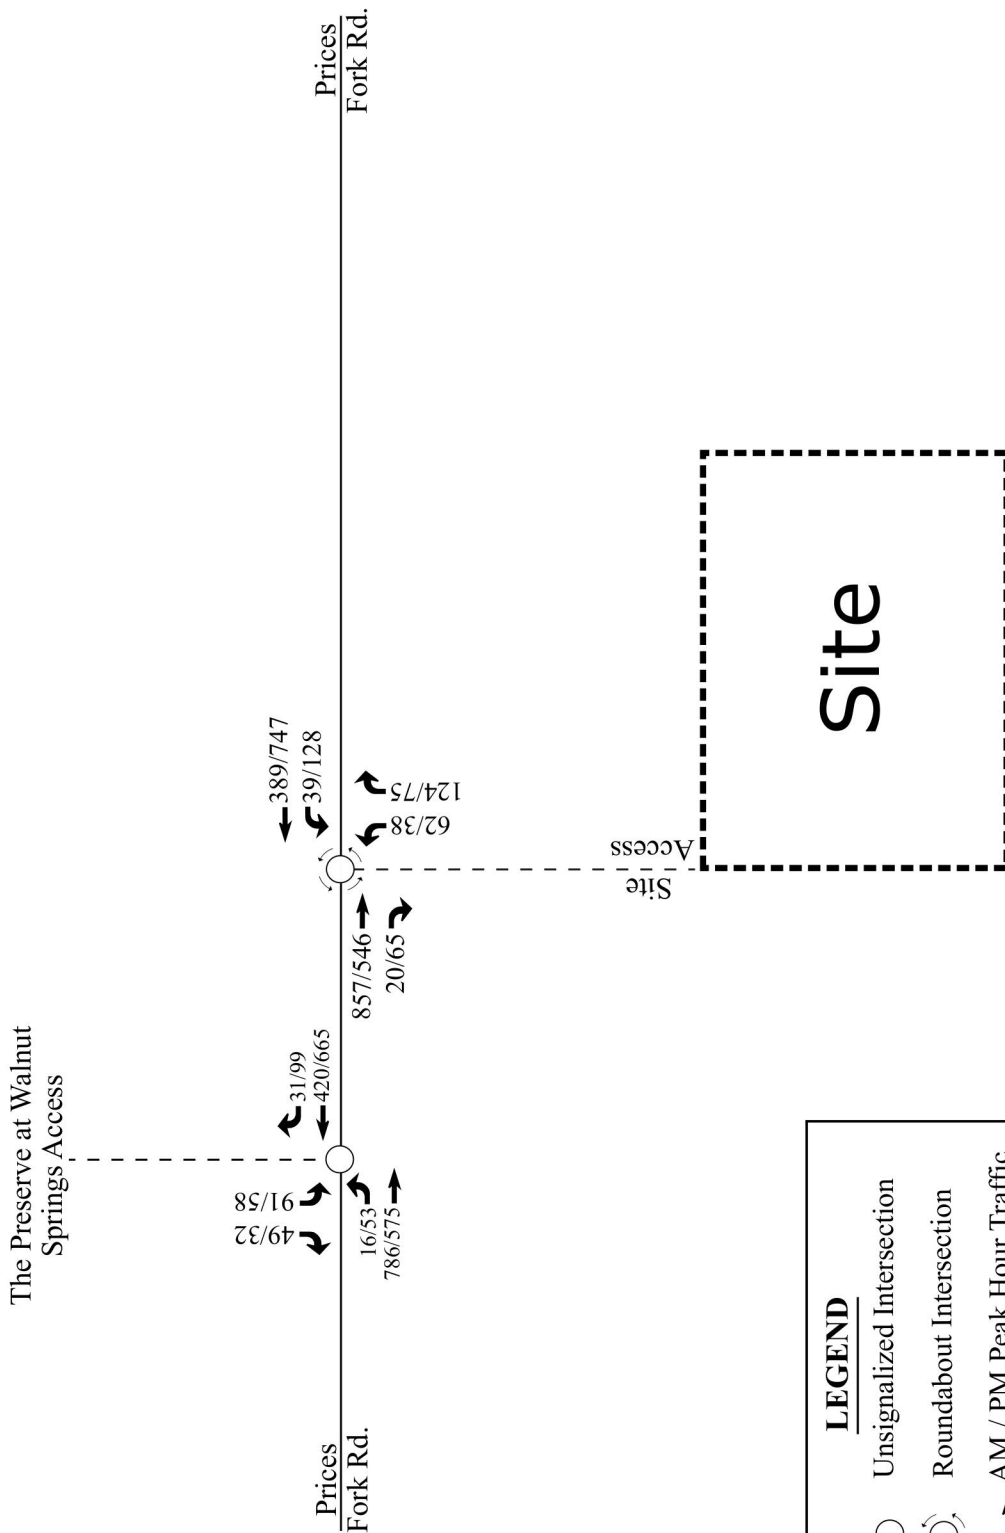 The Preserve at Walnut
Springs Access
Prices
Fork Rd.
Prices
Fork Rd.
49/32
91/58
31/99
420/665
16/53
786/575
389/747
39/128
857/546
20/65
62/38
124/75
Site
Access
Site
LEGEND
Unsignalized Intersection
Roundabout Intersection
AM / PM Peak Hour Traffic